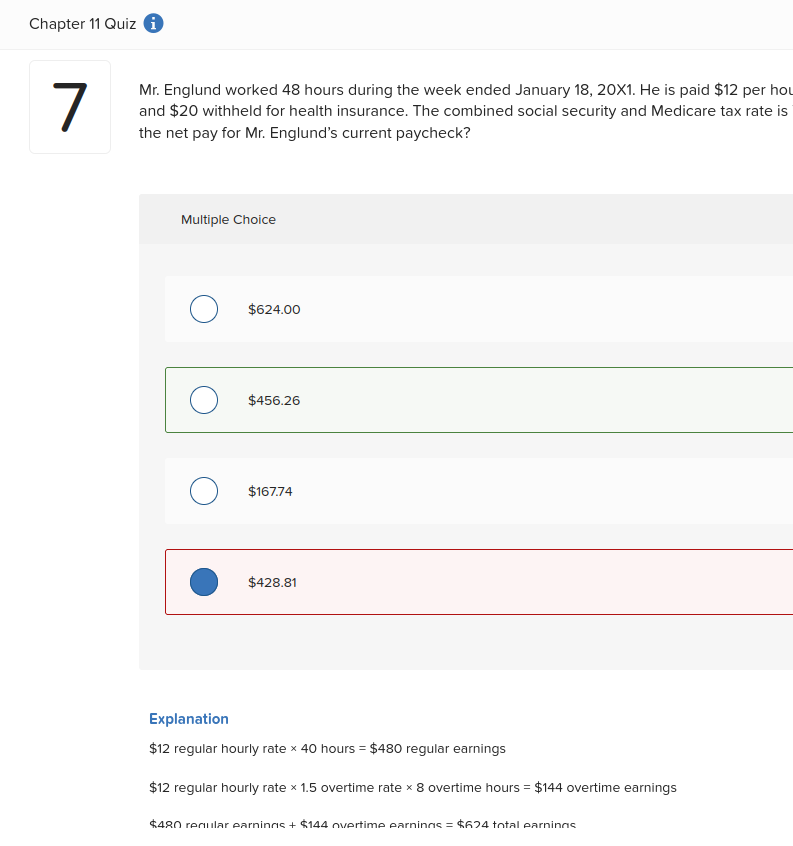 Chapter 11 Quiz i
7
Mr. Englund worked 48 hours during the week ended January 18, 20X1. He is paid $12 per hou
and $20 withheld for health insurance. The combined social security and Medicare tax rate is
the net pay for Mr. Englund’s current paycheck?
Multiple Choice
$624.00
$456.26
$167.74
$428.81
Explanation
$12 regular hourly rate × 40 hours = $480 regular earnings
$12 regular hourly rate × 1.5 overtime rate × 8 overtime hours = $144 overtime earnings
$480 regular earnings + $144 overtime earnings = $624 total earnings